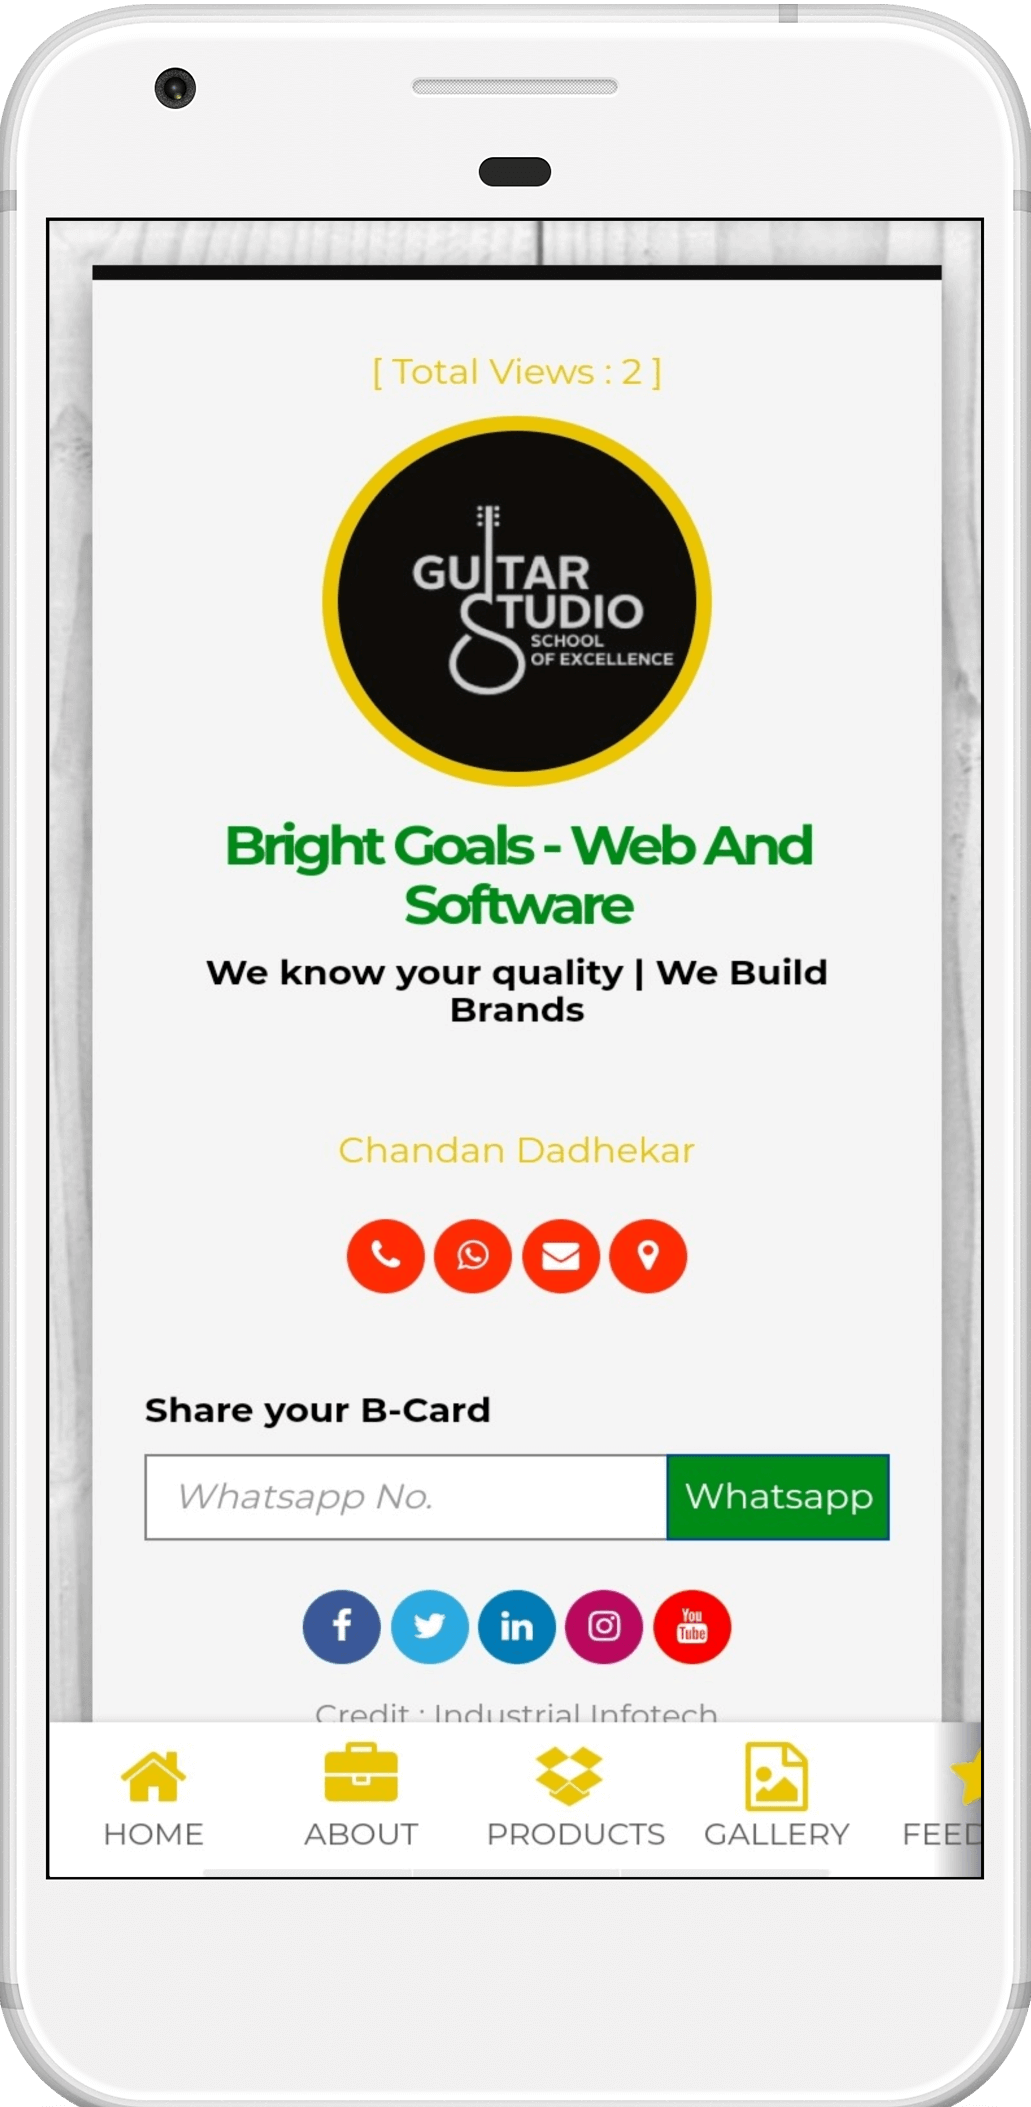 [ Total Views : 2 ]
GUITAR
STUDIO
SCHOOL
OF EXCELLENCE
Bright Goals - Web And
Software
We know your quality | We Build
Brands
Chandan Dadhekar
Share your B-Card
Whatsapp No.
Whatsapp
You
Tube
Credit : Industrial Infotech
HOME
ABOUT
PRODUCTS
GALLERY
FEED